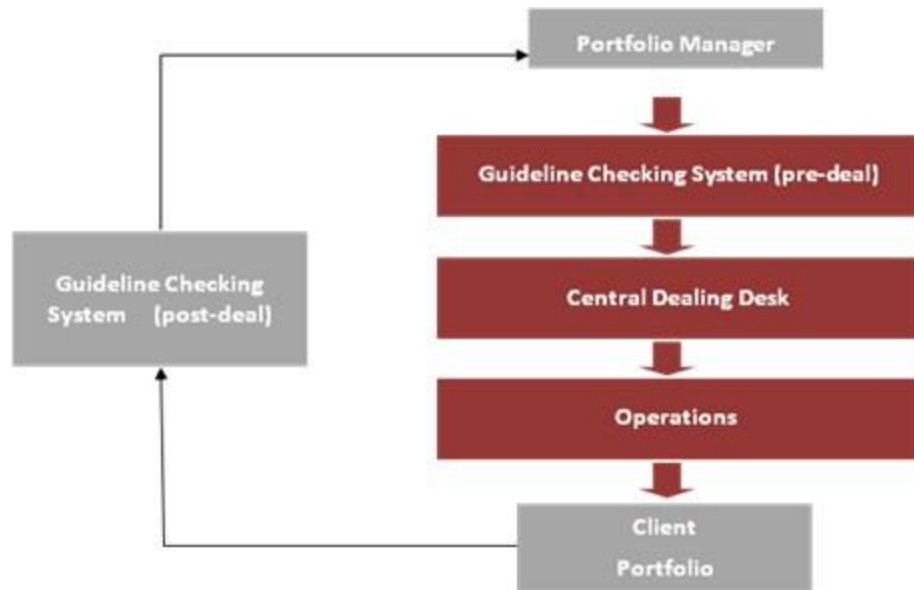 Portfolio Manager
Guideline Checking System (pre-deal)
Central Dealing Desk
Operations
Client
Portfolio
Guideline Checking
System (post-deal)